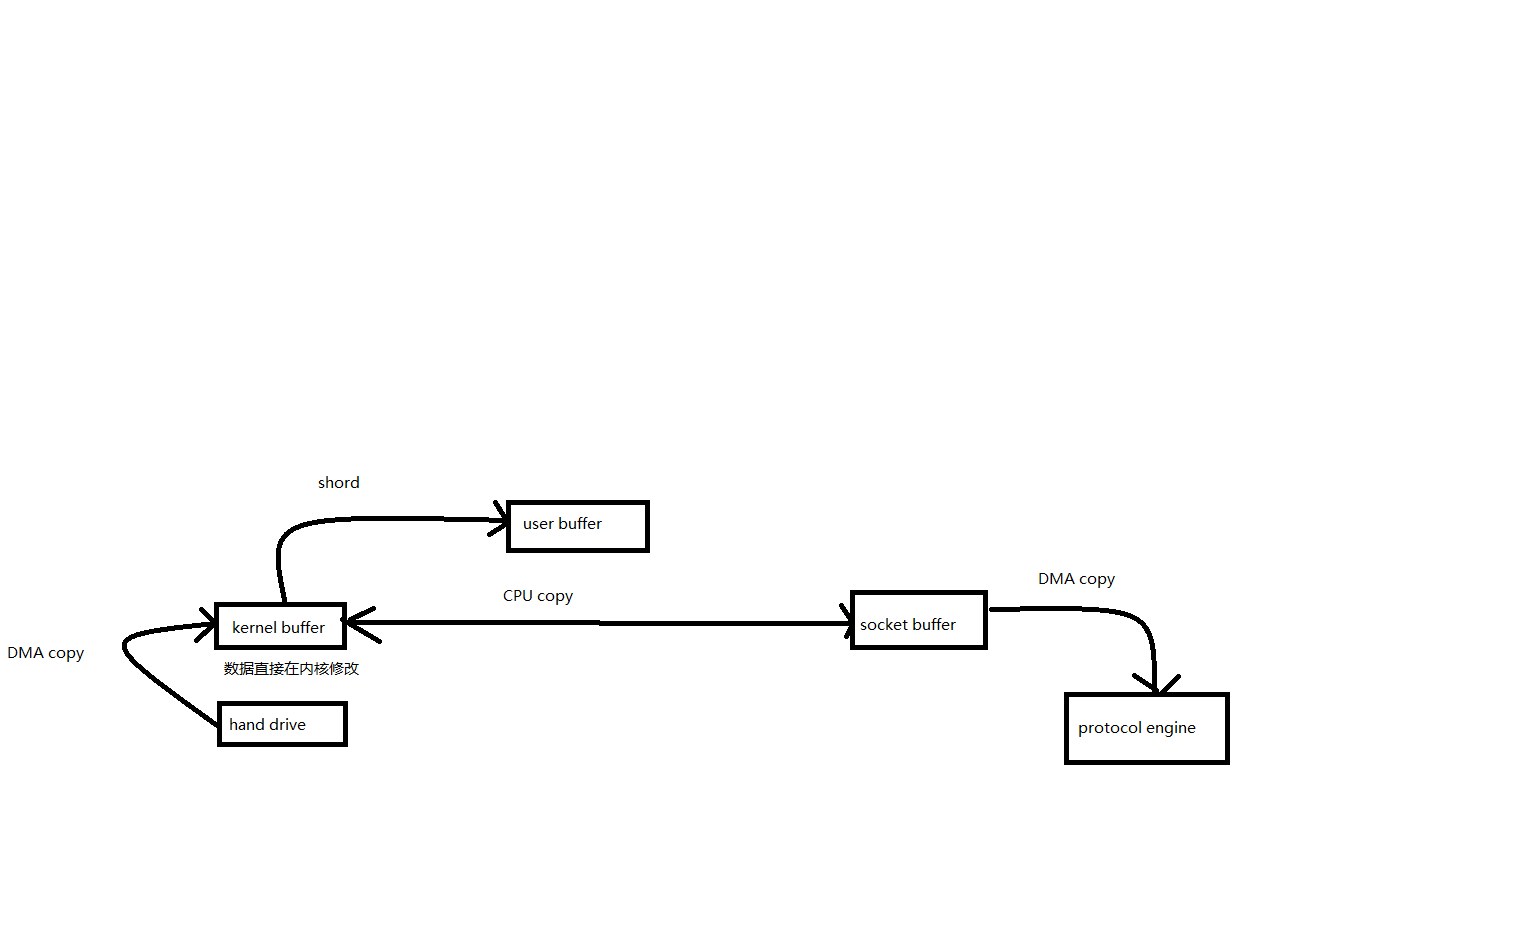 shord
user buffer
DMA copy
CPU copy
kernel buffer
socket buffer
DMA copy
数据直接在内核修改
hand drive
protocol engine